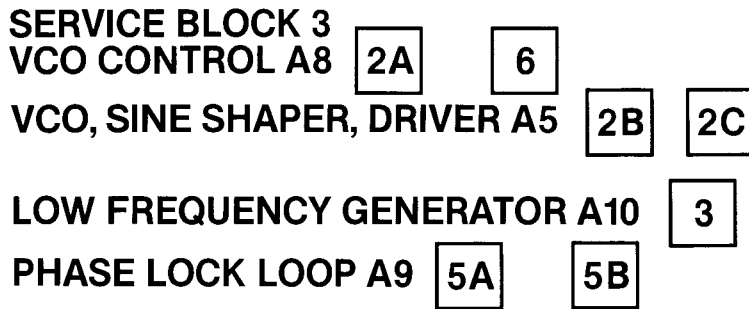 SERVICE BLOCK 3
VCO CONTROL A8 2A 6
VCO, SINE SHAPER, DRIVER A5 2B 2C
LOW FREQUENCY GENERATOR A10 3
PHASE LOCK LOOP A9 5A 5B